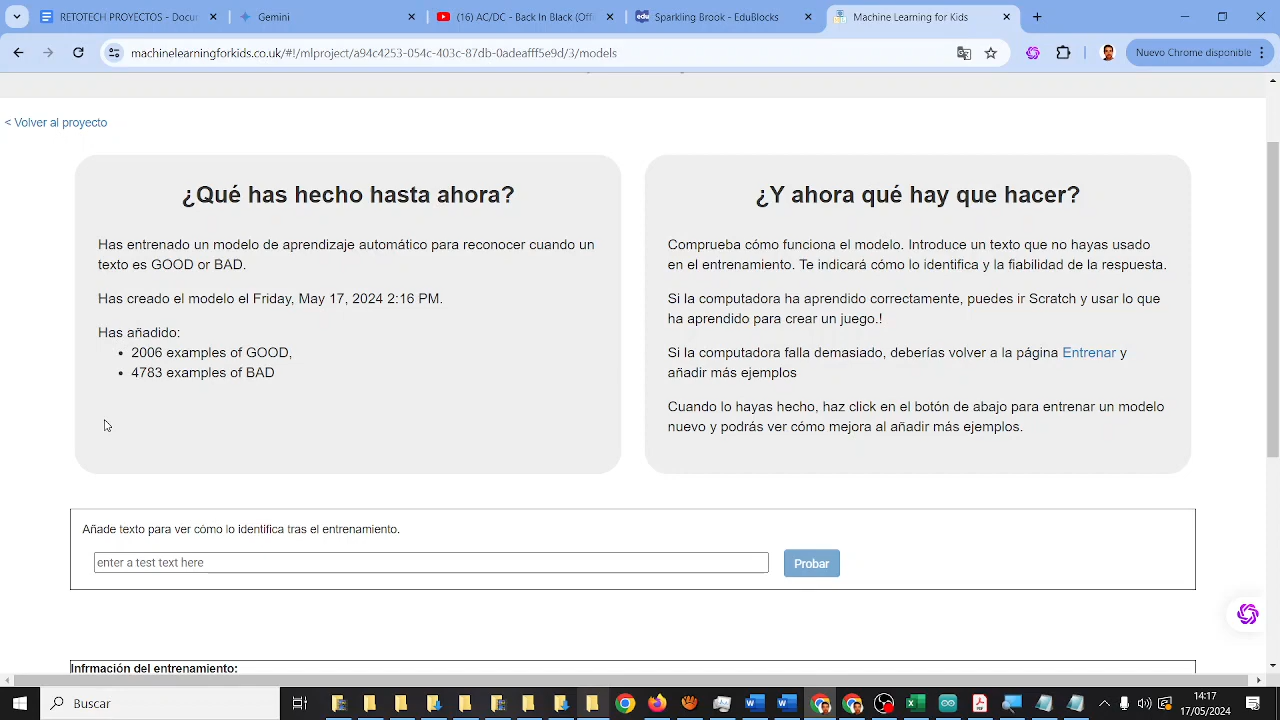 RETOTECH PROYECTOS - Docum
Gemini
(16) AC/DC - Back In Black (Offi
Sparkling Brook - EduBlocks
Machine Learning for Kids
machinelearningforkids.co.uk/#!/mlproject/a94c4253-054c-403c-87db-0adeafff5e9d/3/models
Nuevo Chrome disponible
< Volver al proyecto
¿Qué has hecho hasta ahora?
Has entrenado un modelo de aprendizaje automático para reconocer cuando un
texto es GOOD or BAD.
Has creado el modelo el Friday, May 17, 2024 2:16 PM.
Has añadido:
• 2006 examples of GOOD,
• 4783 examples of BAD
¿Y ahora qué hay que hacer?
Comprueba cómo funciona el modelo. Introduce un texto que no hayas usado
en el entrenamiento. Te indicará cómo lo identifica y la fiabilidad de la respuesta.
Si la computadora ha aprendido correctamente, puedes ir Scratch y usar lo que
ha aprendido para crear un juego.!
Si la computadora falla demasiado, deberías volver a la página Entrenar y
añadir más ejemplos
Cuando lo hayas hecho, haz click en el botón de abajo para entrenar un modelo
nuevo y podrás ver cómo mejora al añadir más ejemplos.
Añade texto para ver cómo lo identifica tras el entrenamiento.
enter a test text here
Probar
Infrmación del entrenamiento:
Buscar
14:17
17/05/2024